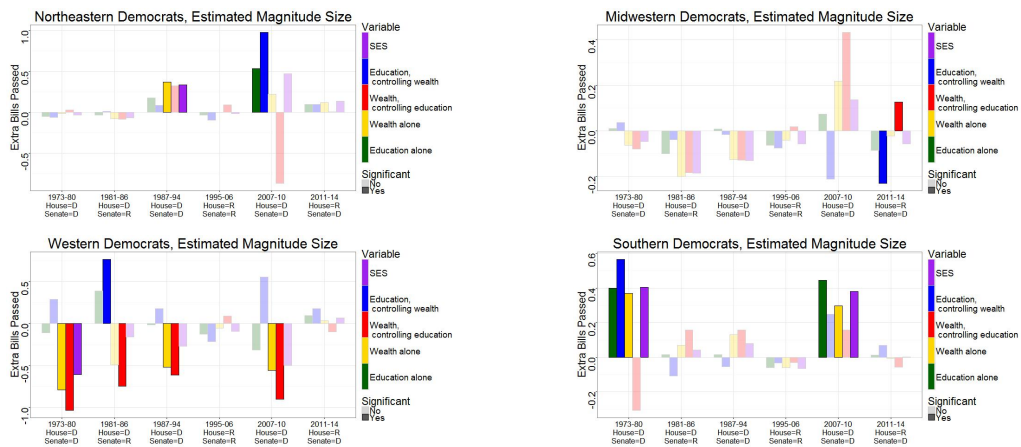 Northeastern Democrats, Estimated Magnitude Size
Extra Bills Passed
1.0
0.5
0.0
-0.5
1973-80
House=D
Senate=D
1981-86
House=D
Senate=R
1987-94
House=D
Senate=D
1995-06
House=R
Senate=R
2007-10
House=D
Senate=D
2011-14
House=R
Senate=D
Variable
SES
Education,
controlling wealth
Wealth,
controlling education
Wealth alone
Education alone
Significant
No
Yes
Midwestern Democrats, Estimated Magnitude Size
Extra Bills Passed
0.4
0.2
0.0
-0.2
1973-80
House=D
Senate=D
1981-86
House=D
Senate=R
1987-94
House=D
Senate=D
1995-06
House=R
Senate=R
2007-10
House=D
Senate=D
2011-14
House=R
Senate=D
Variable
SES
Education,
controlling wealth
Wealth,
controlling education
Wealth alone
Education alone
Significant
No
Yes
Western Democrats, Estimated Magnitude Size
Extra Bills Passed
0.5
0.0
-0.5
-1.0
1973-80
House=D
Senate=D
1981-86
House=D
Senate=R
1987-94
House=D
Senate=D
1995-06
House=R
Senate=R
2007-10
House=D
Senate=D
2011-14
House=R
Senate=D
Variable
SES
Education,
controlling wealth
Wealth,
controlling education
Wealth alone
Education alone
Significant
No
Yes
Southern Democrats, Estimated Magnitude Size
Extra Bills Passed
0.6
0.4
0.2
0.0
-0.2
1973-80
House=D
Senate=D
1981-86
House=D
Senate=R
1987-94
House=D
Senate=D
1995-06
House=R
Senate=R
2007-10
House=D
Senate=D
2011-14
House=R
Senate=D
Variable
SES
Education,
controlling wealth
Wealth,
controlling education
Wealth alone
Education alone
Significant
No
Yes